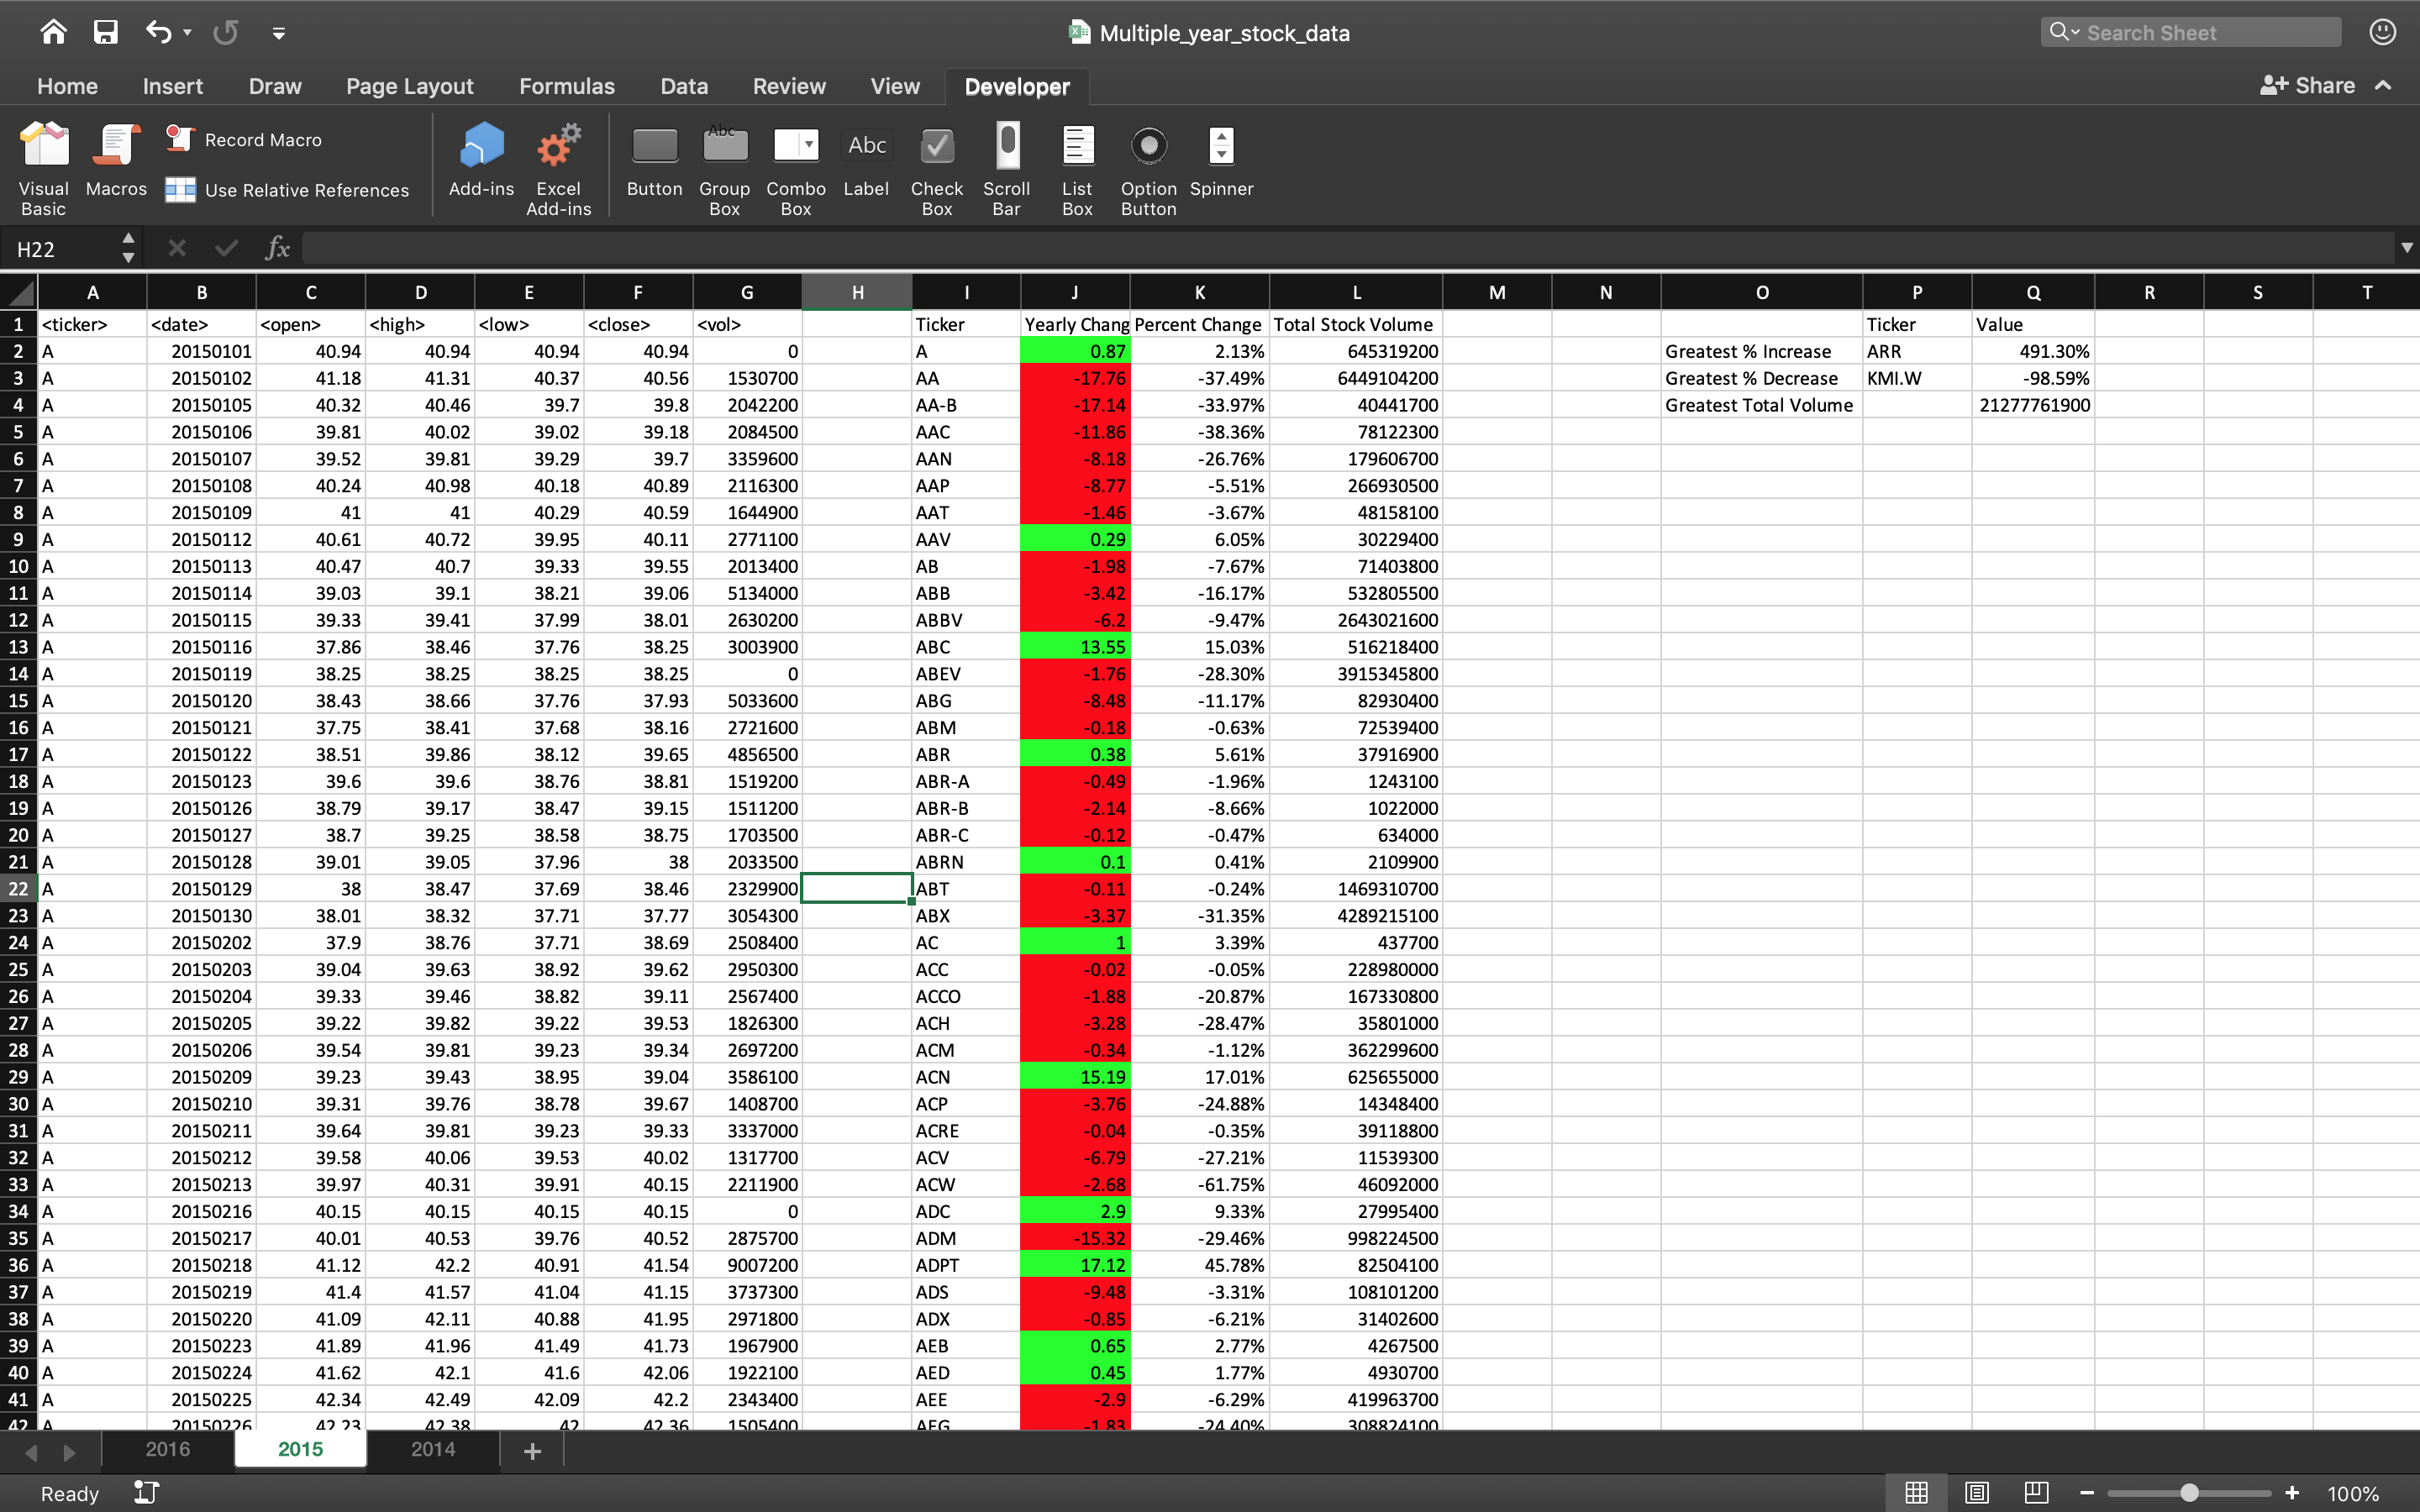 Multiple_year_stock_data
Search Sheet
Home Insert Draw Page Layout Formulas Data Review View Developer Share
Visual Basic
Macros
Record Macro
Use Relative References
Add-ins
Excel Add-ins
Button
Abc
Group Box
Combo Box
Abc
Label
Check Box
Scroll Bar
List Box
Option Button
Spinner
H22 fx
A B C D E F G H I J K L M N O P Q R S T
1 <ticker> <date> <open> <high> <low> <close> <vol> Ticker Yearly Chang Percent Change Total Stock Volume Ticker Value
2 A 20150101 40.94 40.94 40.94 40.94 0 A 0.87 2.13% 645319200 Greatest % Increase ARR 491.30%
3 A 20150102 41.18 41.31 40.37 40.56 1530700 AA -17.76 -37.49% 6449104200 Greatest % Decrease KMI.W -98.59%
4 A 20150105 40.32 40.46 39.7 39.8 2042200 AA-B -17.14 -33.97% 40441700 Greatest Total Volume 21277761900
5 A 20150106 39.81 40.02 39.02 39.18 2084500 AAC -11.86 -38.36% 78122300
6 A 20150107 39.52 39.81 39.29 39.7 3359600 AAN -8.18 -26.76% 179606700
7 A 20150108 40.24 40.98 40.18 40.89 2116300 AAP -8.77 -5.51% 266930500
8 A 20150109 41 41 40.29 40.59 1644900 AAT -1.46 -3.67% 48158100
9 A 20150112 40.61 40.72 39.95 40.11 2771100 AAV 0.29 6.05% 30229400
10 A 20150113 40.47 40.7 39.33 39.55 2013400 AB -1.98 -7.67% 71403800
11 A 20150114 39.03 39.1 38.21 39.06 5134000 ABB -3.42 -16.17% 532805500
12 A 20150115 39.33 39.41 37.99 38.01 2630200 ABBV -6.2 -9.47% 2643021600
13 A 20150116 37.86 38.46 37.76 38.25 3003900 ABC 13.55 15.03% 516218400
14 A 20150119 38.25 38.25 38.25 38.25 0 ABEV -1.76 -28.30% 3915345800
15 A 20150120 38.43 38.66 37.76 37.93 5033600 ABG -8.48 -11.17% 82930400
16 A 20150121 37.75 38.41 37.68 38.16 2721600 ABM -0.18 -0.63% 72539400
17 A 20150122 38.51 39.86 38.12 39.65 4856500 ABR 0.38 5.61% 37916900
18 A 20150123 39.6 39.6 38.76 38.81 1519200 ABR-A -0.49 -1.96% 1243100
19 A 20150126 38.79 39.17 38.47 39.15 1511200 ABR-B -2.14 -8.66% 1022000
20 A 20150127 38.7 39.25 38.58 38.75 1703500 ABR-C -0.12 -0.47% 634000
21 A 20150128 39.01 39.05 37.96 38 2033500 ABRN 0.1 0.41% 2109900
22 A 20150129 38 38.47 37.69 38.46 2329900 ABT -0.11 -0.24% 1469310700
23 A 20150130 38.01 38.32 37.71 37.77 3054300 ABX -3.37 -31.35% 4289215100
24 A 20150202 37.9 38.76 37.71 38.69 2508400 AC 1 3.39% 437700
25 A 20150203 39.04 39.63 38.92 39.62 2950300 ACC -0.02 -0.05% 228980000
26 A 20150204 39.33 39.46 38.82 39.11 2567400 ACCO -1.88 -20.87% 167330800
27 A 20150205 39.22 39.82 39.22 39.53 1826300 ACH -3.28 -28.47% 35801000
28 A 20150206 39.54 39.81 39.23 39.34 2697200 ACM -0.34 -1.12% 362299600
29 A 20150209 39.23 39.43 38.95 39.04 3586100 ACN 15.19 17.01% 625655000
30 A 20150210 39.31 39.76 38.78 39.67 1408700 ACP -3.76 -24.88% 14348400
31 A 20150211 39.64 39.81 39.23 39.33 3337000 ACRE -0.04 -0.35% 39118800
32 A 20150212 39.58 40.06 39.53 40.02 1317700 ACV -6.79 -27.21% 11539300
33 A 20150213 39.97 40.31 39.91 40.15 2211900 ACW -2.68 -61.75% 46092000
34 A 20150216 40.15 40.15 40.15 40.15 0 ADC 2.9 9.33% 27995400
35 A 20150217 40.01 40.53 39.76 40.52 2875700 ADM -15.32 -29.46% 998224500
36 A 20150218 41.12 42.2 40.91 41.54 9007200 ADPT 17.12 45.78% 82504100
37 A 20150219 41.4 41.57 41.04 41.15 3737300 ADS -9.48 -3.31% 108101200
38 A 20150220 41.09 42.11 40.88 41.95 2971800 ADX -0.85 -6.21% 31402600
39 A 20150223 41.89 41.96 41.49 41.73 1967900 AEB 0.65 2.77% 4267500
40 A 20150224 41.62 42.1 41.6 42.06 1922100 AED 0.45 1.77% 4930700
41 A 20150225 42.34 42.49 42.09 42.2 2343400 AEE -2.9 -6.29% 419963700
42 A 20150226 42.23 42.38 42 42.36 1505400 AEG -1.83 -24.40% 308824100
2016 2015 2014 +
Ready 100%